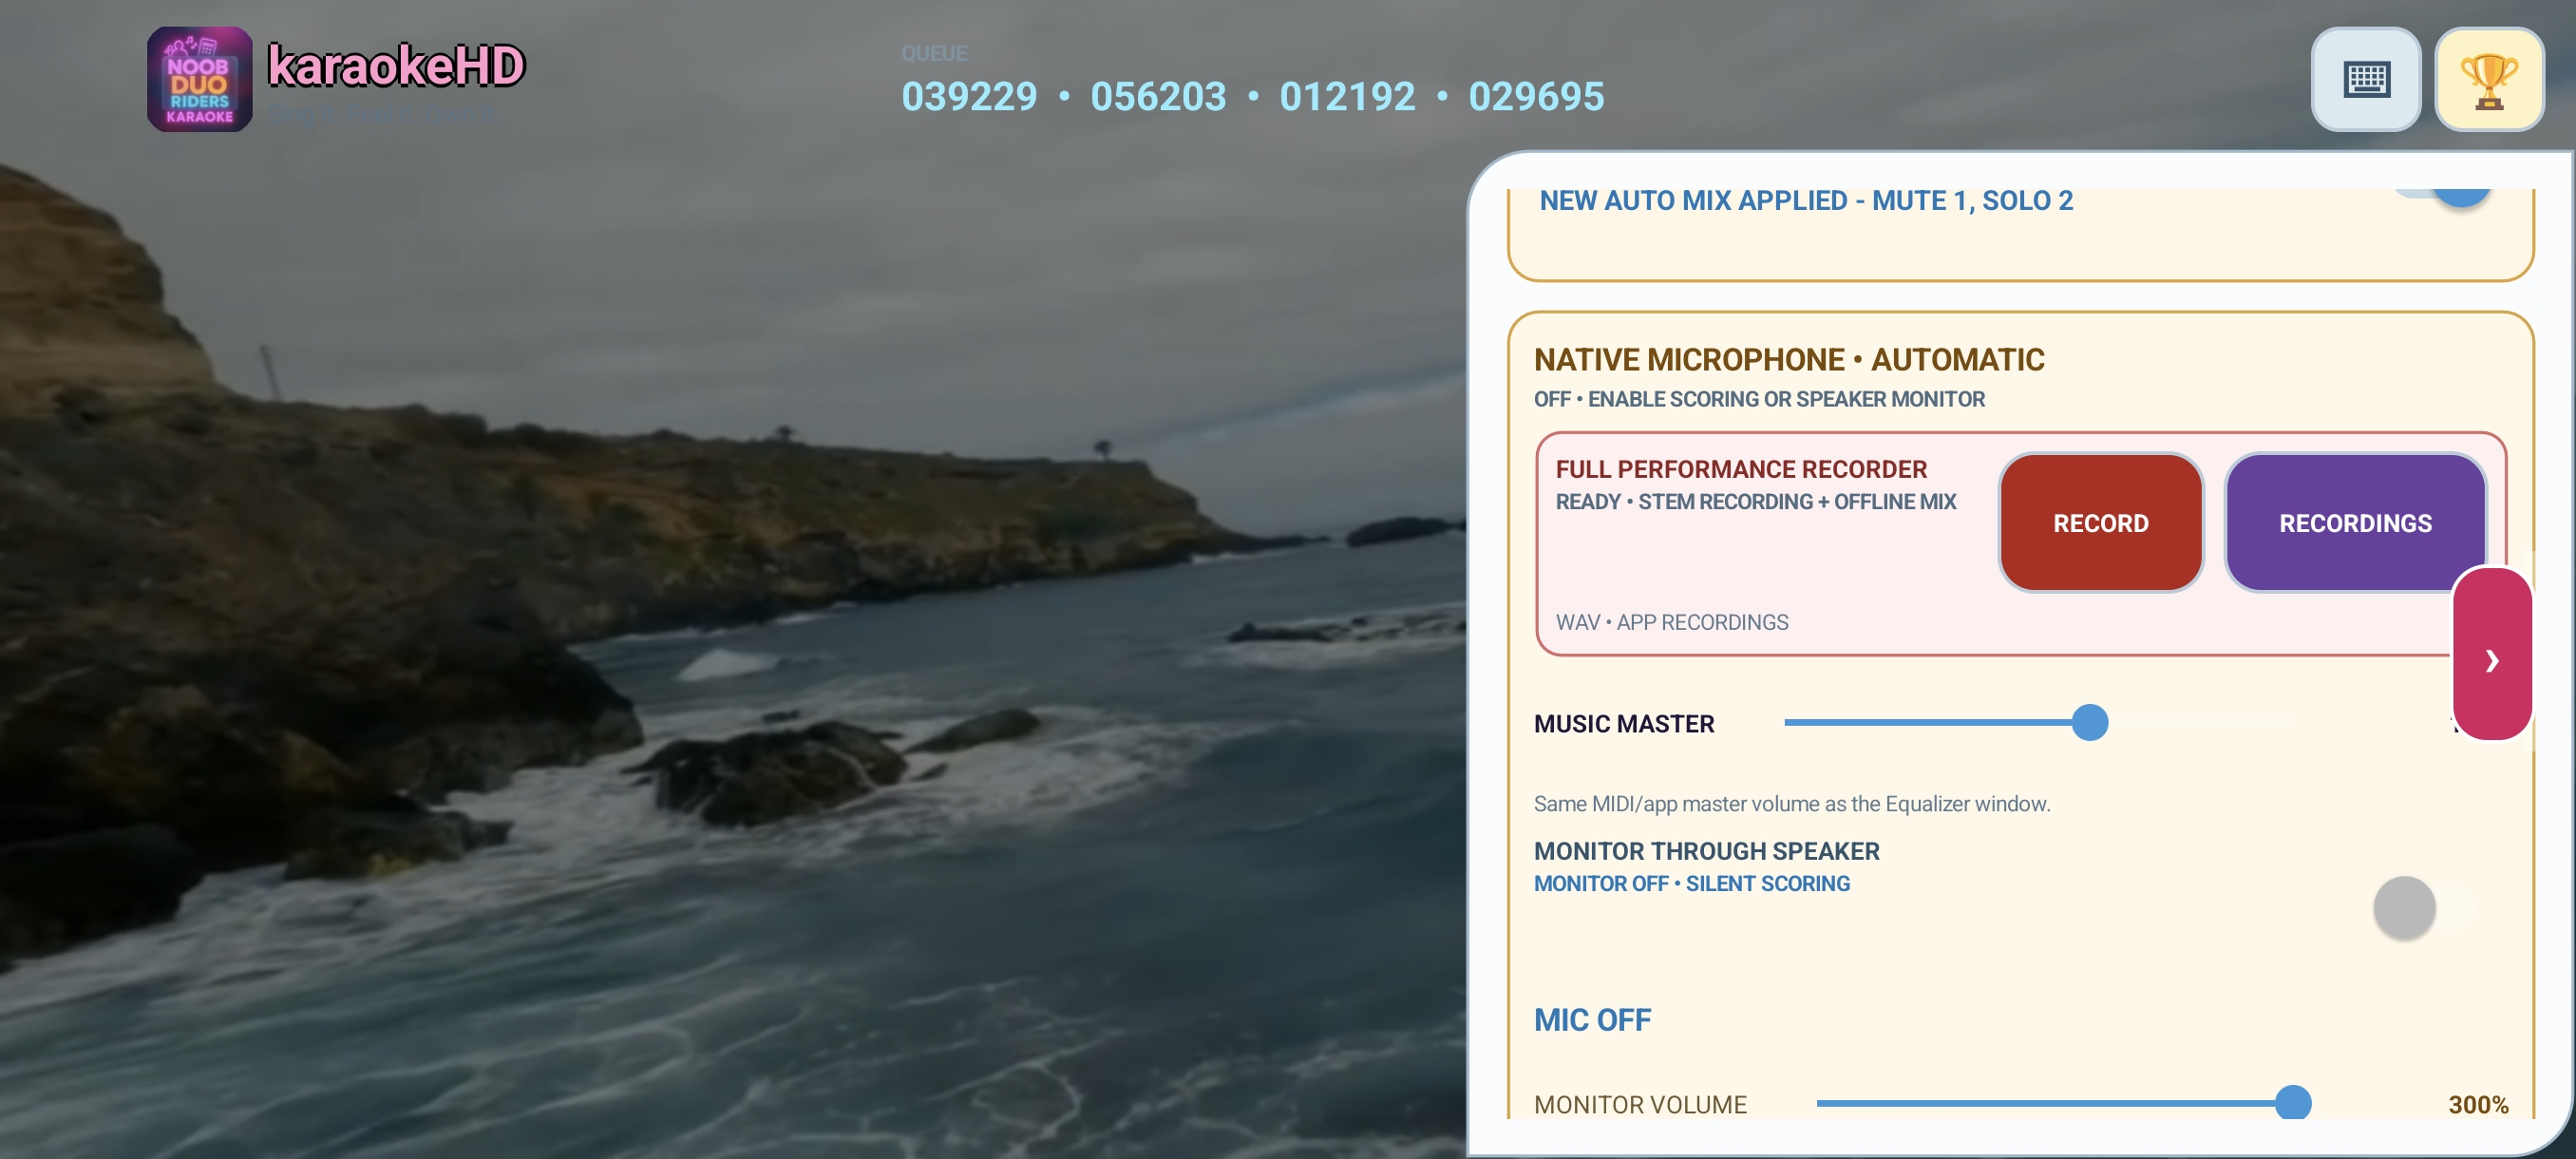 NOOB
DUO
RIDERS
KARAOKE
karaokeHD
QUEUE
039229 • 056203 • 012192 • 029695
NEW AUTO MIX APPLIED - MUTE 1, SOLO 2
NATIVE MICROPHONE • AUTOMATIC
OFF • ENABLE SCORING OR SPEAKER MONITOR
FULL PERFORMANCE RECORDER
READY • STEM RECORDING + OFFLINE MIX
RECORD
RECORDINGS
WAV • APP RECORDINGS
MUSIC MASTER
Same MIDI/app master volume as the Equalizer window.
MONITOR THROUGH SPEAKER
MONITOR OFF • SILENT SCORING
MIC OFF
MONITOR VOLUME 300%